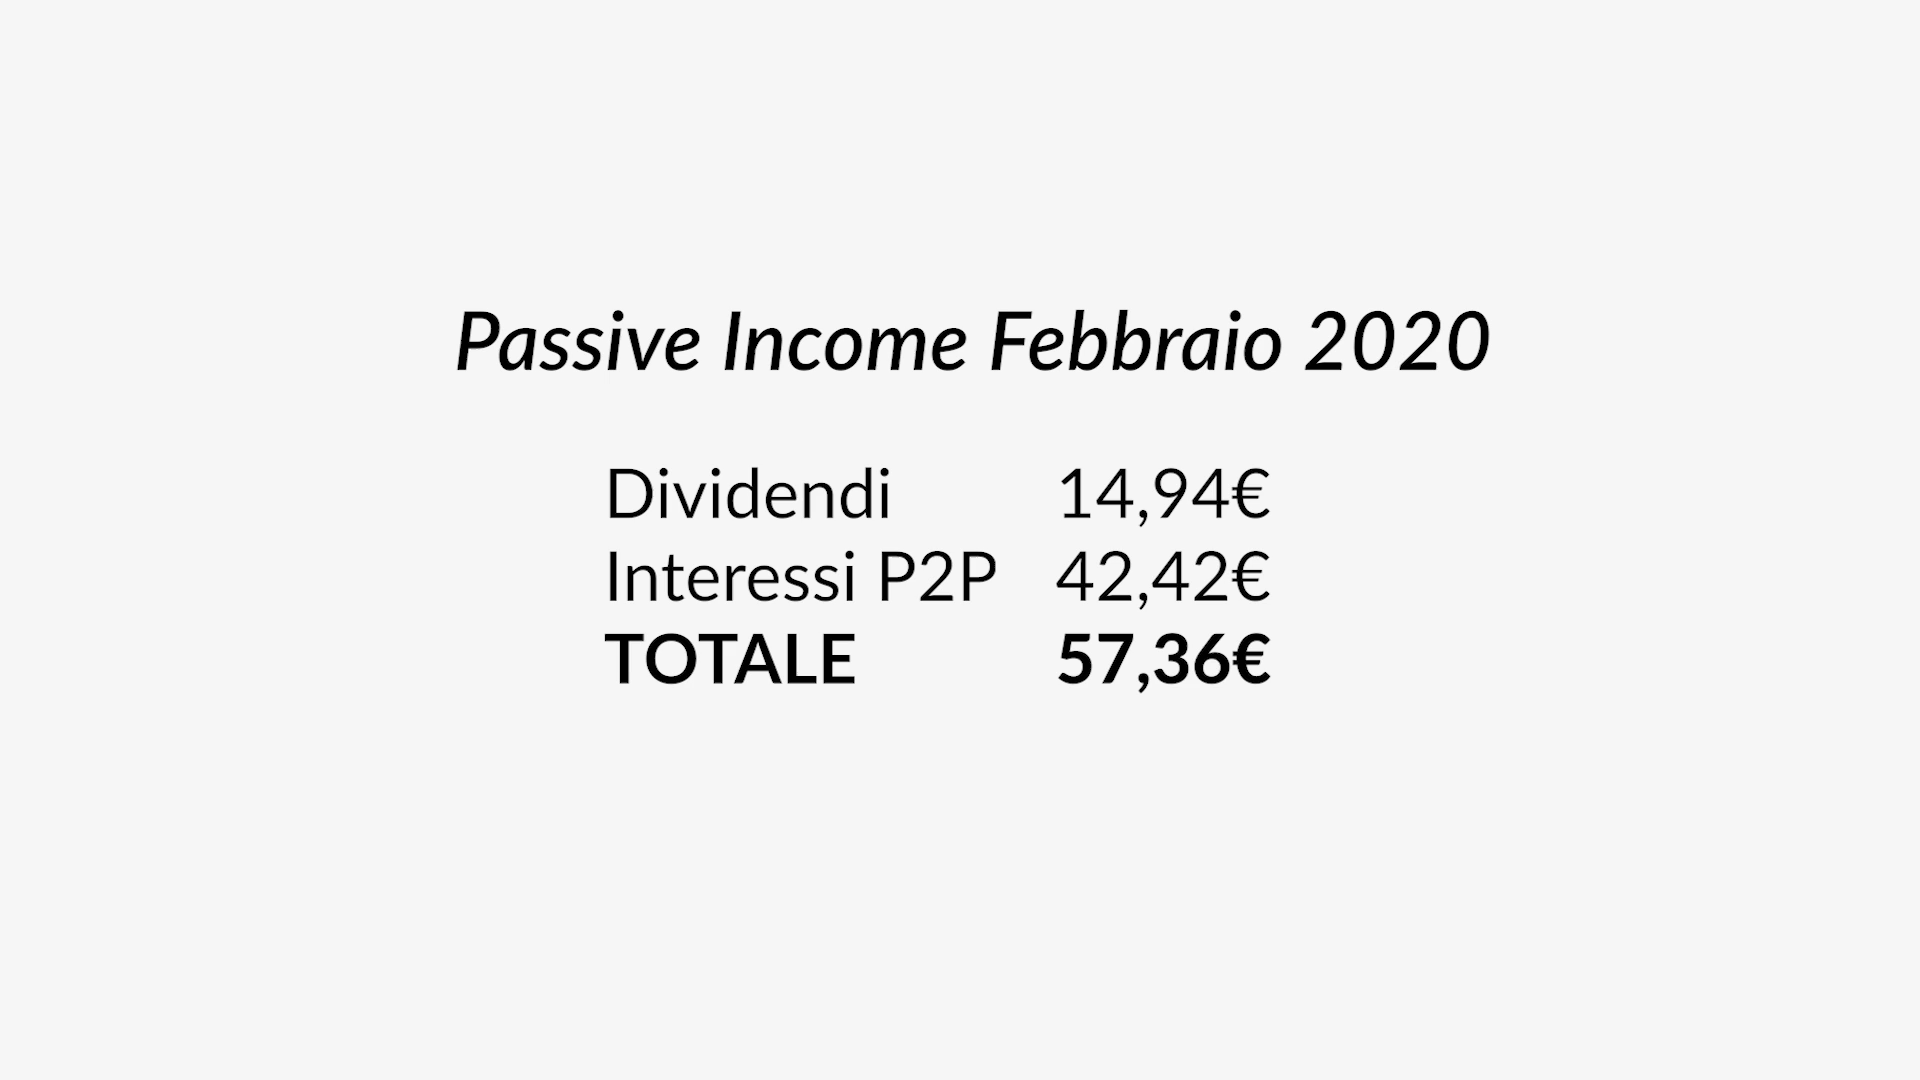 Passive Income Febbraio 2020
Dividendi 14,94€
Interessi P2P 42,42€
TOTALE 57,36€